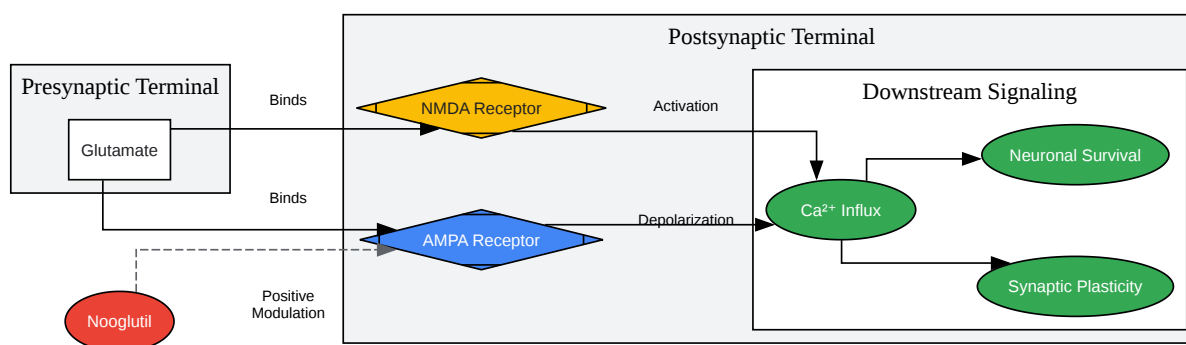 Postsynaptic Terminal
Presynaptic Terminal
Downstream Signaling
Binds
NMDA Receptor
Activation
Glutamate
Neuronal Survival
Binds
Ca²⁺ Influx
Depolarization
AMPA Receptor
Synaptic Plasticity
Positive
Modulation
Nooglutil